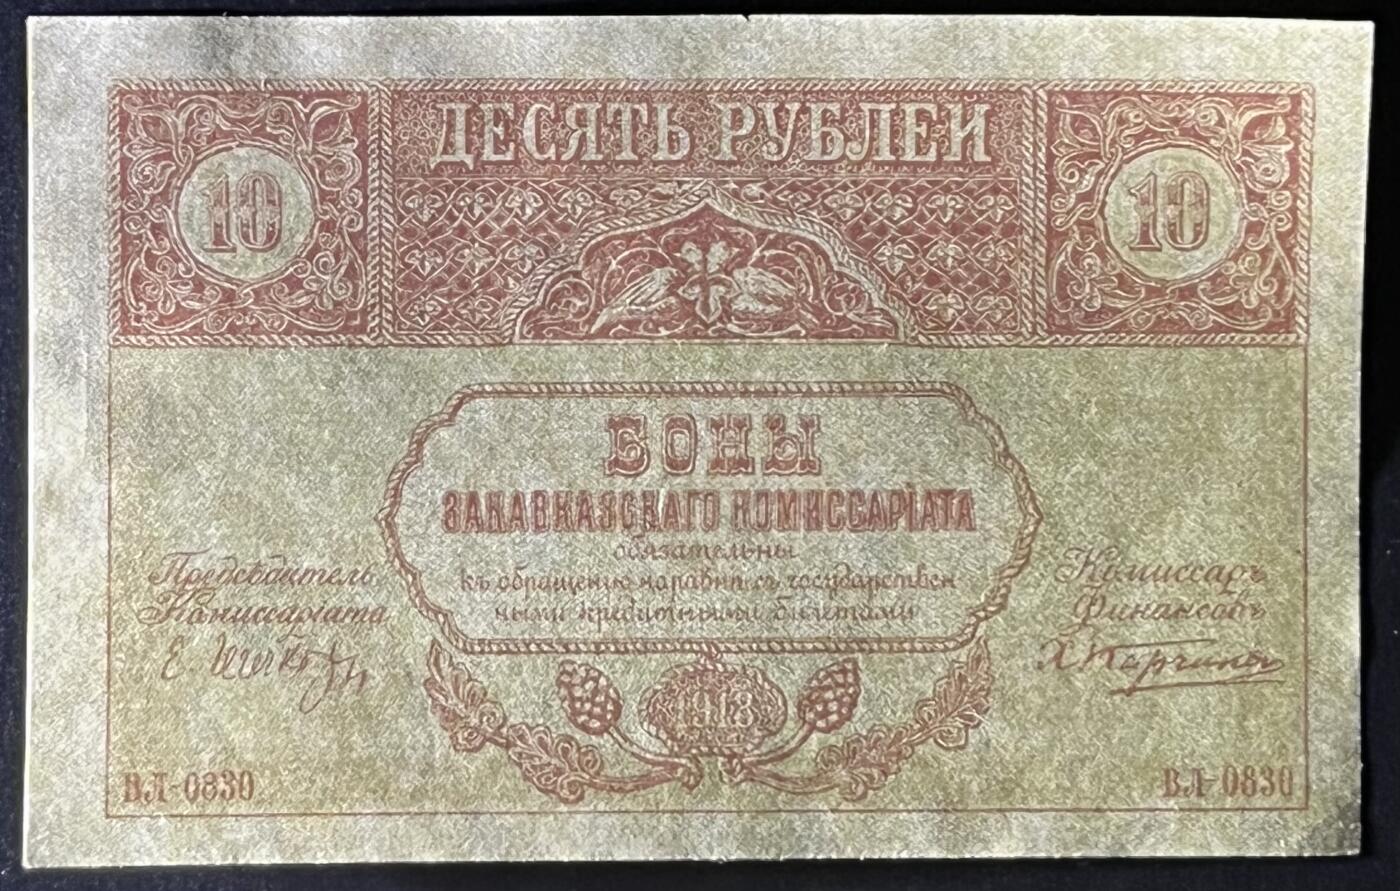 ДЕСЯТЬ РУБЛЕЙ
10
10
БОНЫ
ЗАКАВКАЗСКАГО КОМИССАРІАТА
обязательны
къ обращенію наравнѣ съ государствен
ными кредитными билетами
Предсѣдатель
Комиссаріата
Комиссаръ
Финансовъ
1918
ВЛ-0830
ВЛ-0830